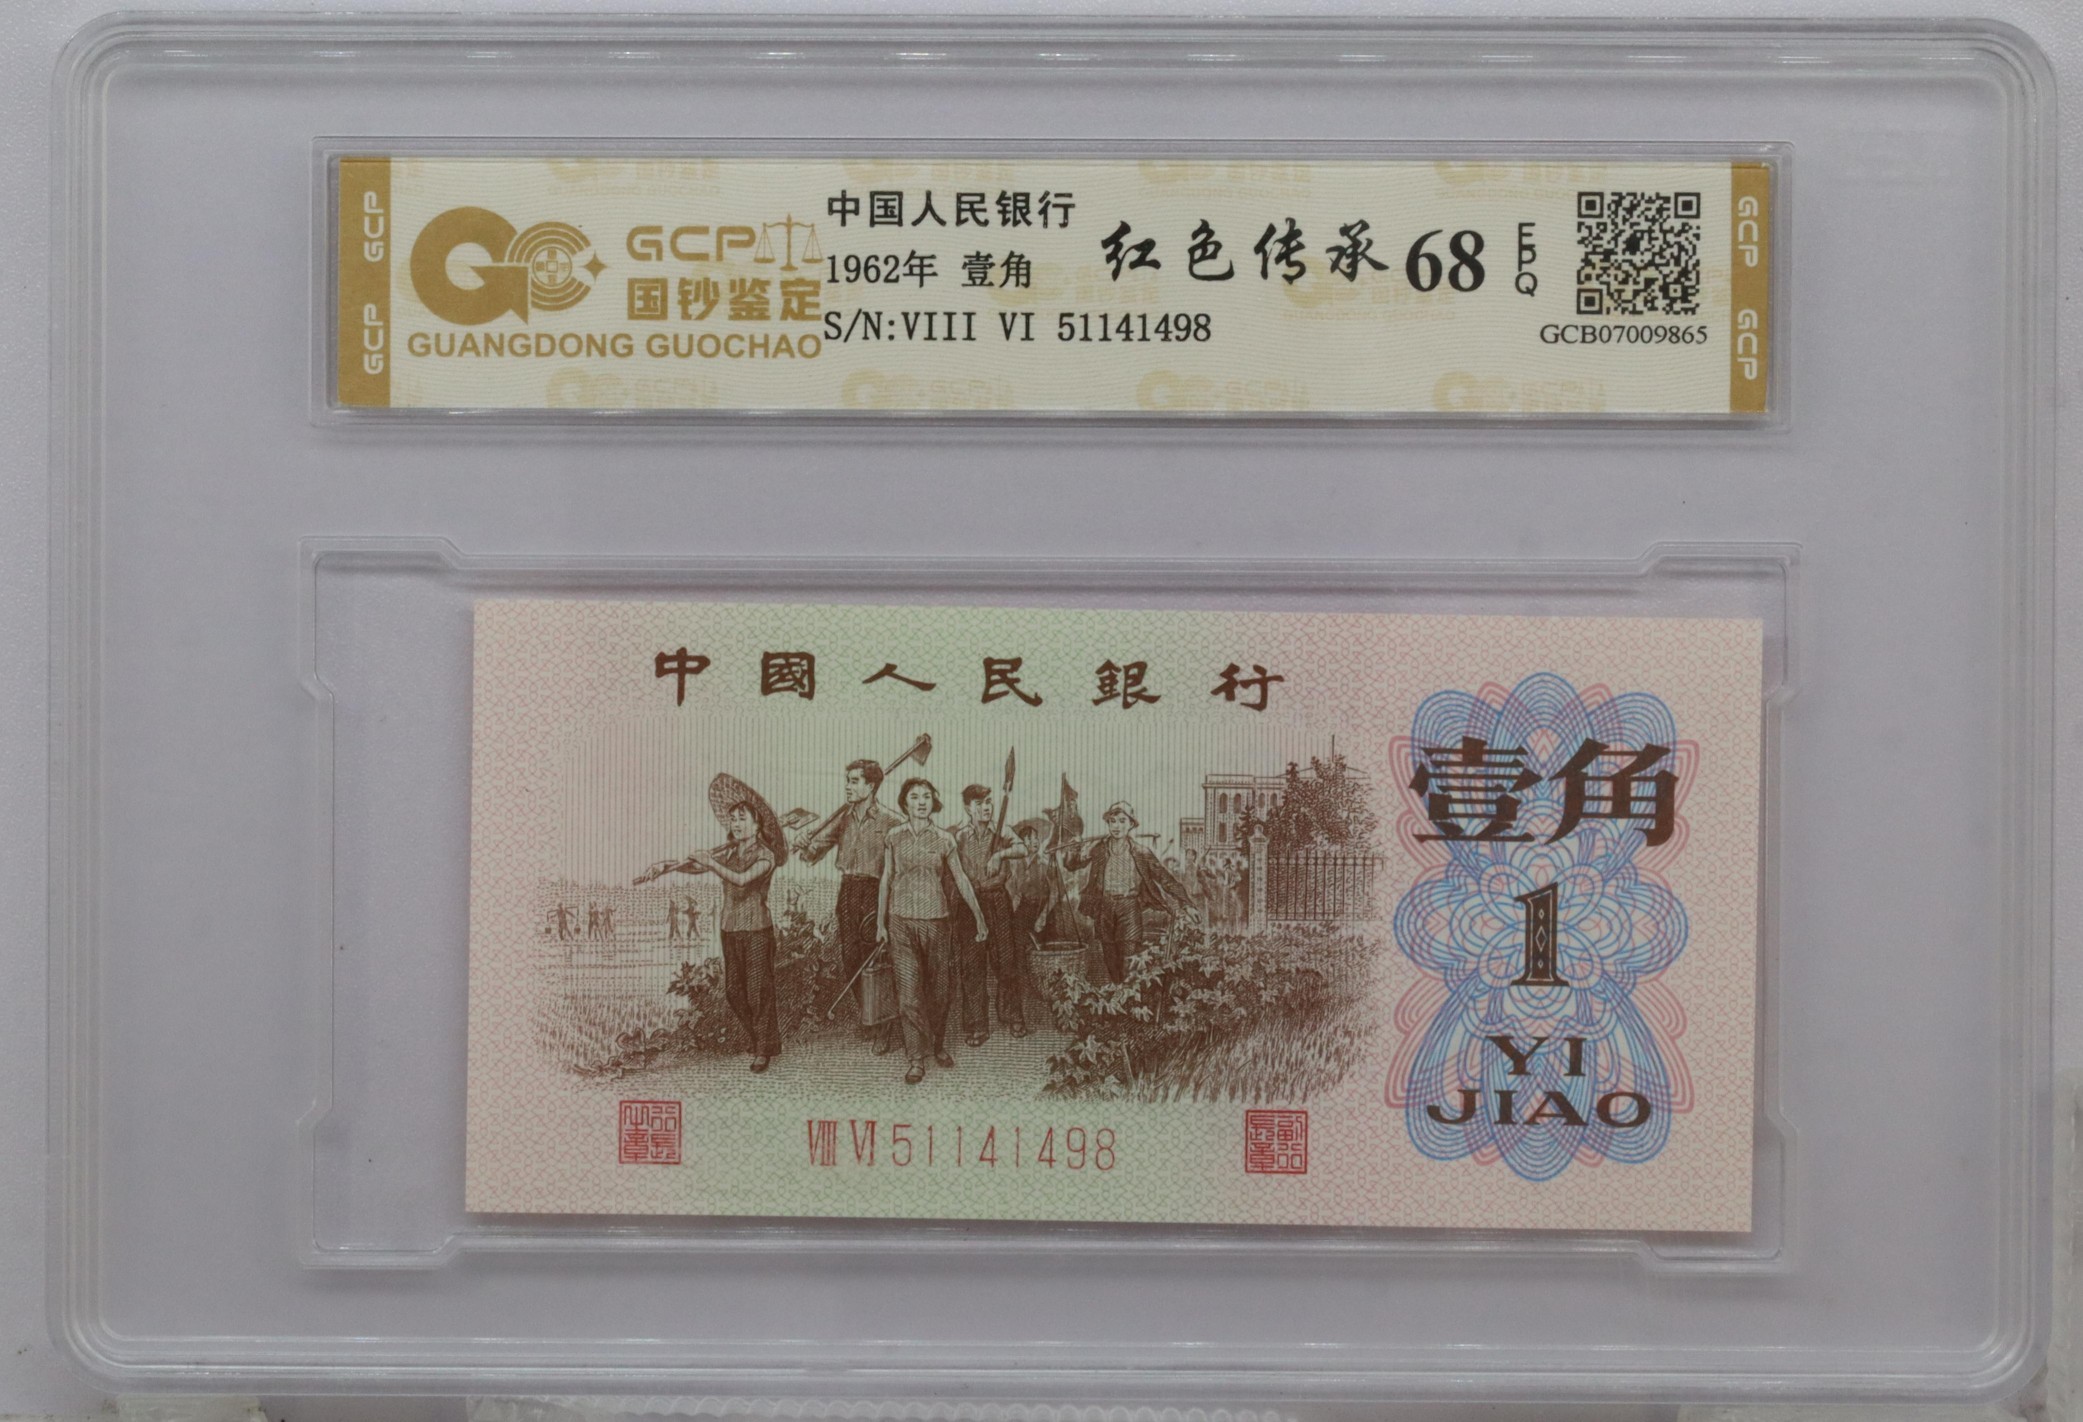 GCP
GCP
GCP
国钞鉴定
GUANGDONG GUOCHAO
中国人民银行
1962年 壹角
S/N:VIII VI 51141498
红色传承
68
EPQ
GCB07009865
GCP
GCP
中國人民銀行
壹角
1
YI
JIAO
VIII VI 51141498